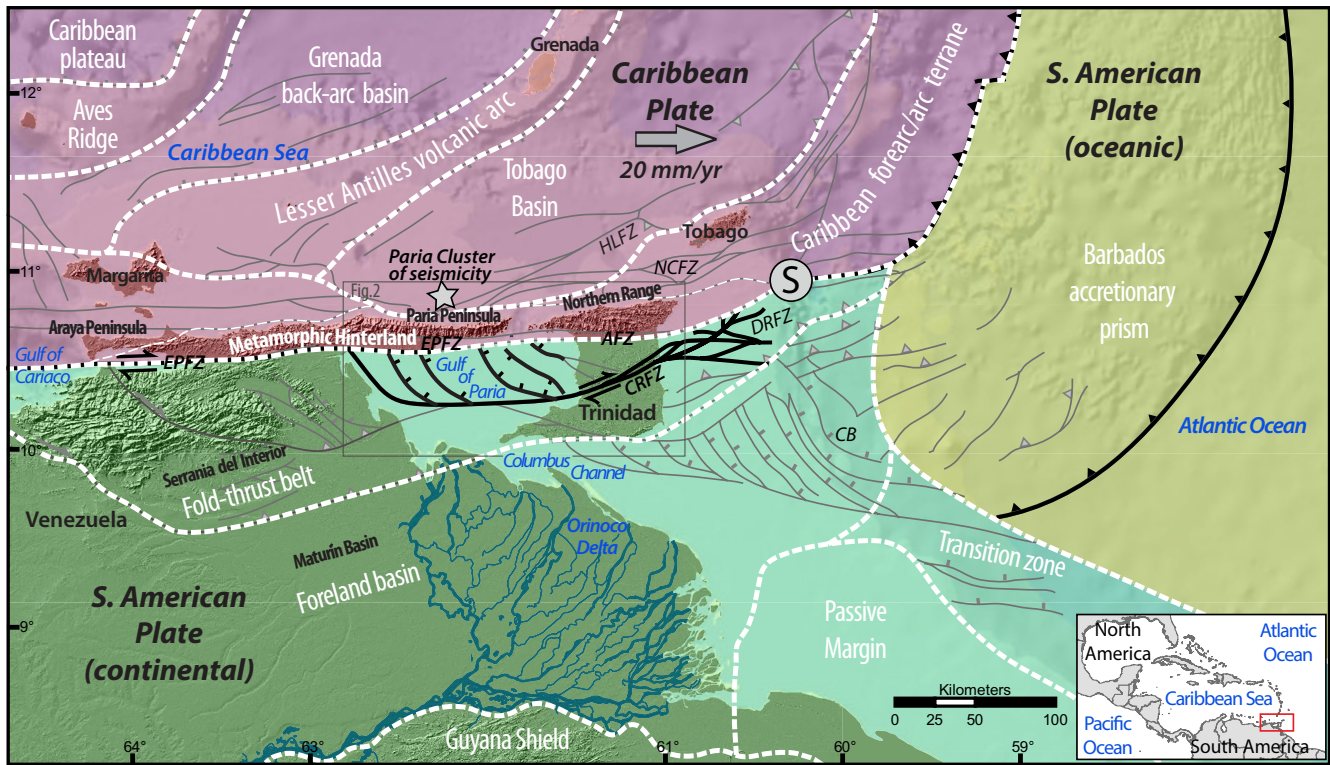 Caribbean
plateau
Grenada
back-arc basin
Grenada
Caribbean
Plate
20 mm/yr
Caribbean forearc/arc terrane
S. American
Plate
(oceanic)
12°
Aves
Ridge
Caribbean Sea
Lesser Antilles volcanic arc
Tobago
Basin
HLFZ
Tobago
NCFZ
Barbados
accretionary
prism
11°
Margarita
Paria Cluster
of seismicity
Fig.2
S
Araya Peninsula
Paria Peninsula
Northern Range
Metamorphic Hinterland
EPFZ
AFZ
DRFZ
Gulf of
Cariaco
EPFZ
Gulf
of
Paria
CRFZ
Trinidad
CB
Atlantic Ocean
10°
Serrania del Interior
Fold-thrust belt
Columbus
Channel
Venezuela
Orinoco
Delta
Maturín Basin
Foreland basin
Transition zone
S. American
Plate
(continental)
9°
Passive
Margin
Guyana Shield
Kilometers
0 25 50 100
64°
63°
61°
60°
59°
North
America
Atlantic
Ocean
Caribbean Sea
Pacific
Ocean
South America